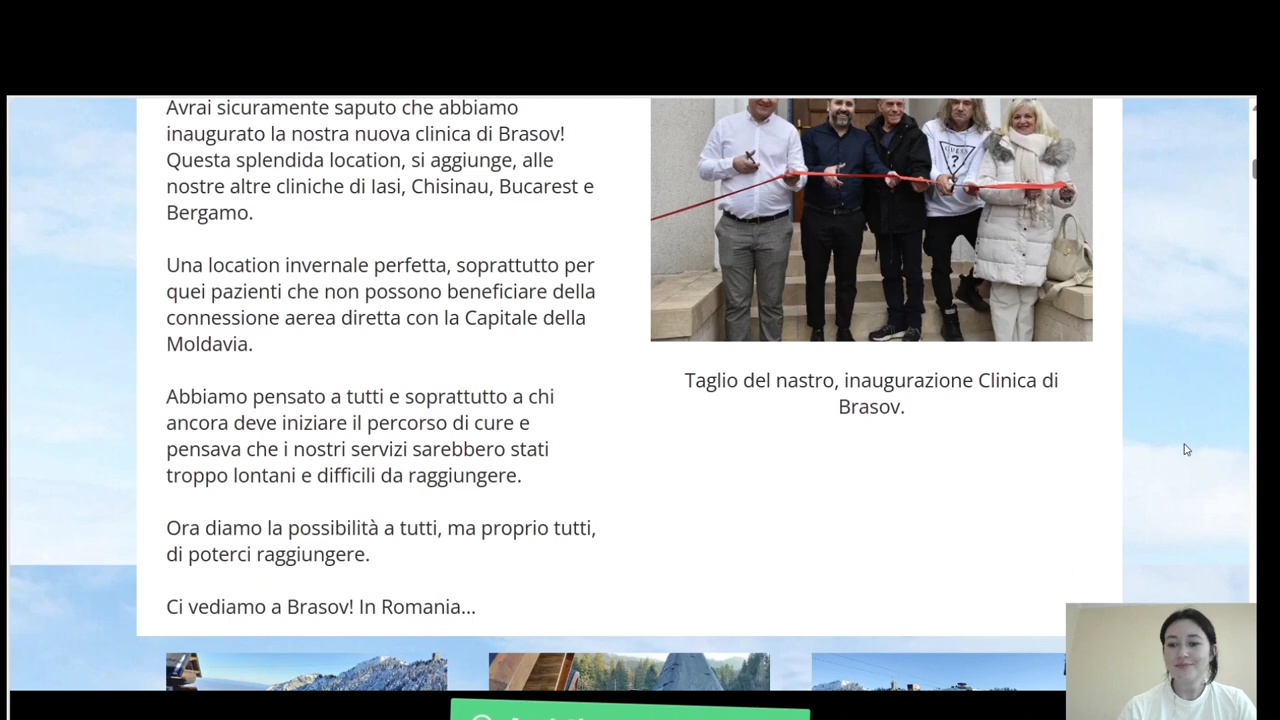 Avrai sicuramente saputo che abbiamo
inaugurato la nostra nuova clinica di Brasov!
Questa splendida location, si aggiunge, alle
nostre altre cliniche di Iasi, Chisinau, Bucarest e
Bergamo.
Una location invernale perfetta, soprattutto per
quei pazienti che non possono beneficiare della
connessione aerea diretta con la Capitale della
Moldavia.
Abbiamo pensato a tutti e soprattutto a chi
ancora deve iniziare il percorso di cure e
pensava che i nostri servizi sarebbero stati
troppo lontani e difficili da raggiungere.
Ora diamo la possibilità a tutti, ma proprio tutti,
di poterci raggiungere.
Ci vediamo a Brasov! In Romania...
GUESS
?
Taglio del nastro, inaugurazione Clinica di
Brasov.